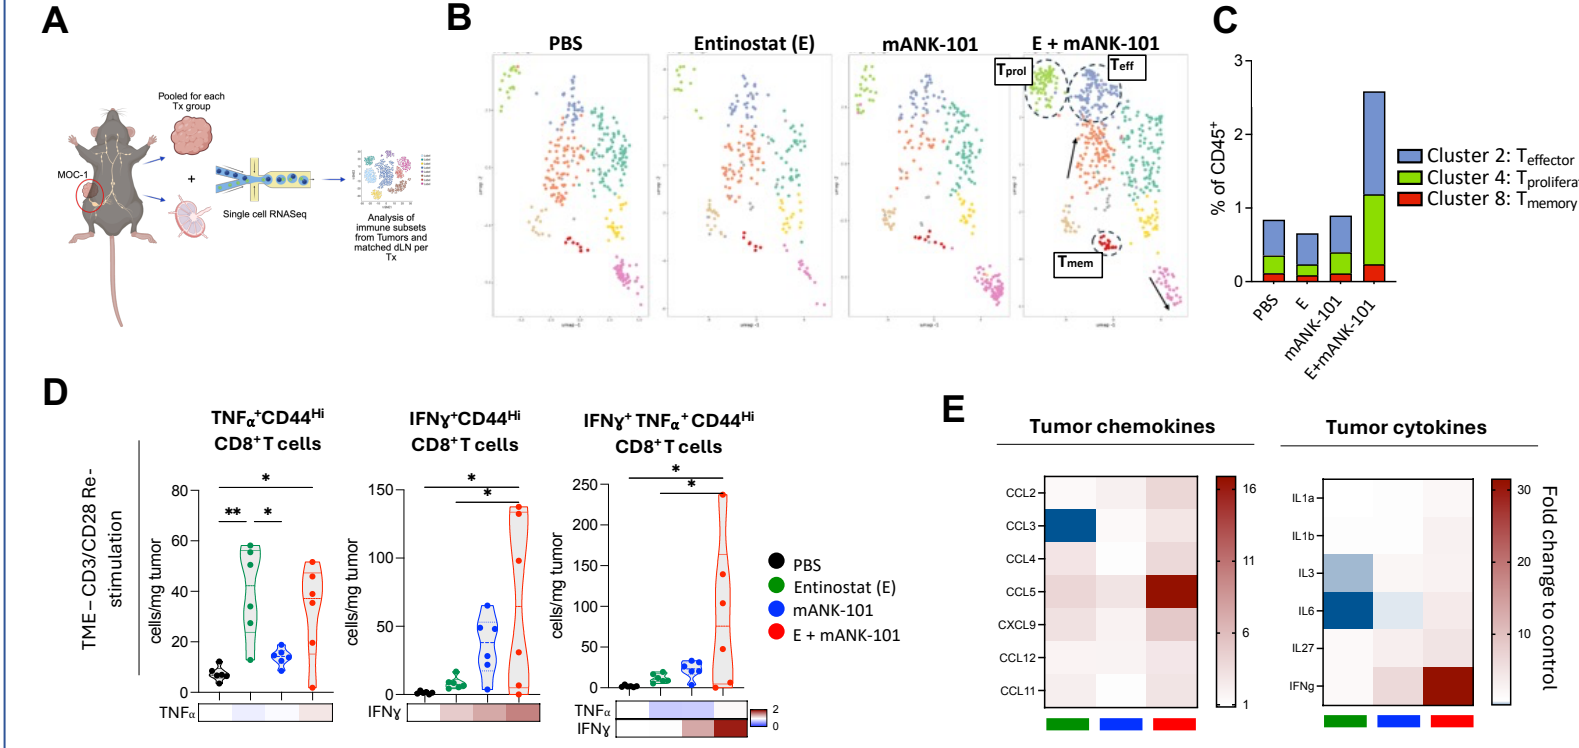 A
Pooled for each
Tx group
MOC-1
+
Single cell RNASeq
Analysis of
immune subsets
from Tumors and
matched dLN per
Tx
B
PBS
Entinostat (E)
mANK-101
E + mANK-101
Tprol
Teff
Tmem
C
% of CD45+
3
2
1
0
PBS
E
mANK-101
E+mANK-101
Cluster 2: Teffector
Cluster 4: Tprolifera
Cluster 8: Tmemory
D
TME – CD3/CD28 Re-
stimulation
TNFα+CD44Hi
CD8+ T cells
cells/mg tumor
80
60
40
20
0
** * *
TNFα
IFNɣ+CD44Hi
CD8+ T cells
cells/mg tumor
150
100
50
0
* *
IFNɣ
IFNɣ+ TNFα+ CD44Hi
CD8+ T cells
cells/mg tumor
250
200
150
100
50
0
* *
TNFα
IFNɣ
2
0
PBS
Entinostat (E)
mANK-101
E + mANK-101
E
Tumor chemokines
CCL2
CCL3
CCL4
CCL5
CXCL9
CCL12
CCL11
16
11
6
1
Tumor cytokines
IL1a
IL1b
IL3
IL6
IL27
IFNg
30
20
10
Fold change to control